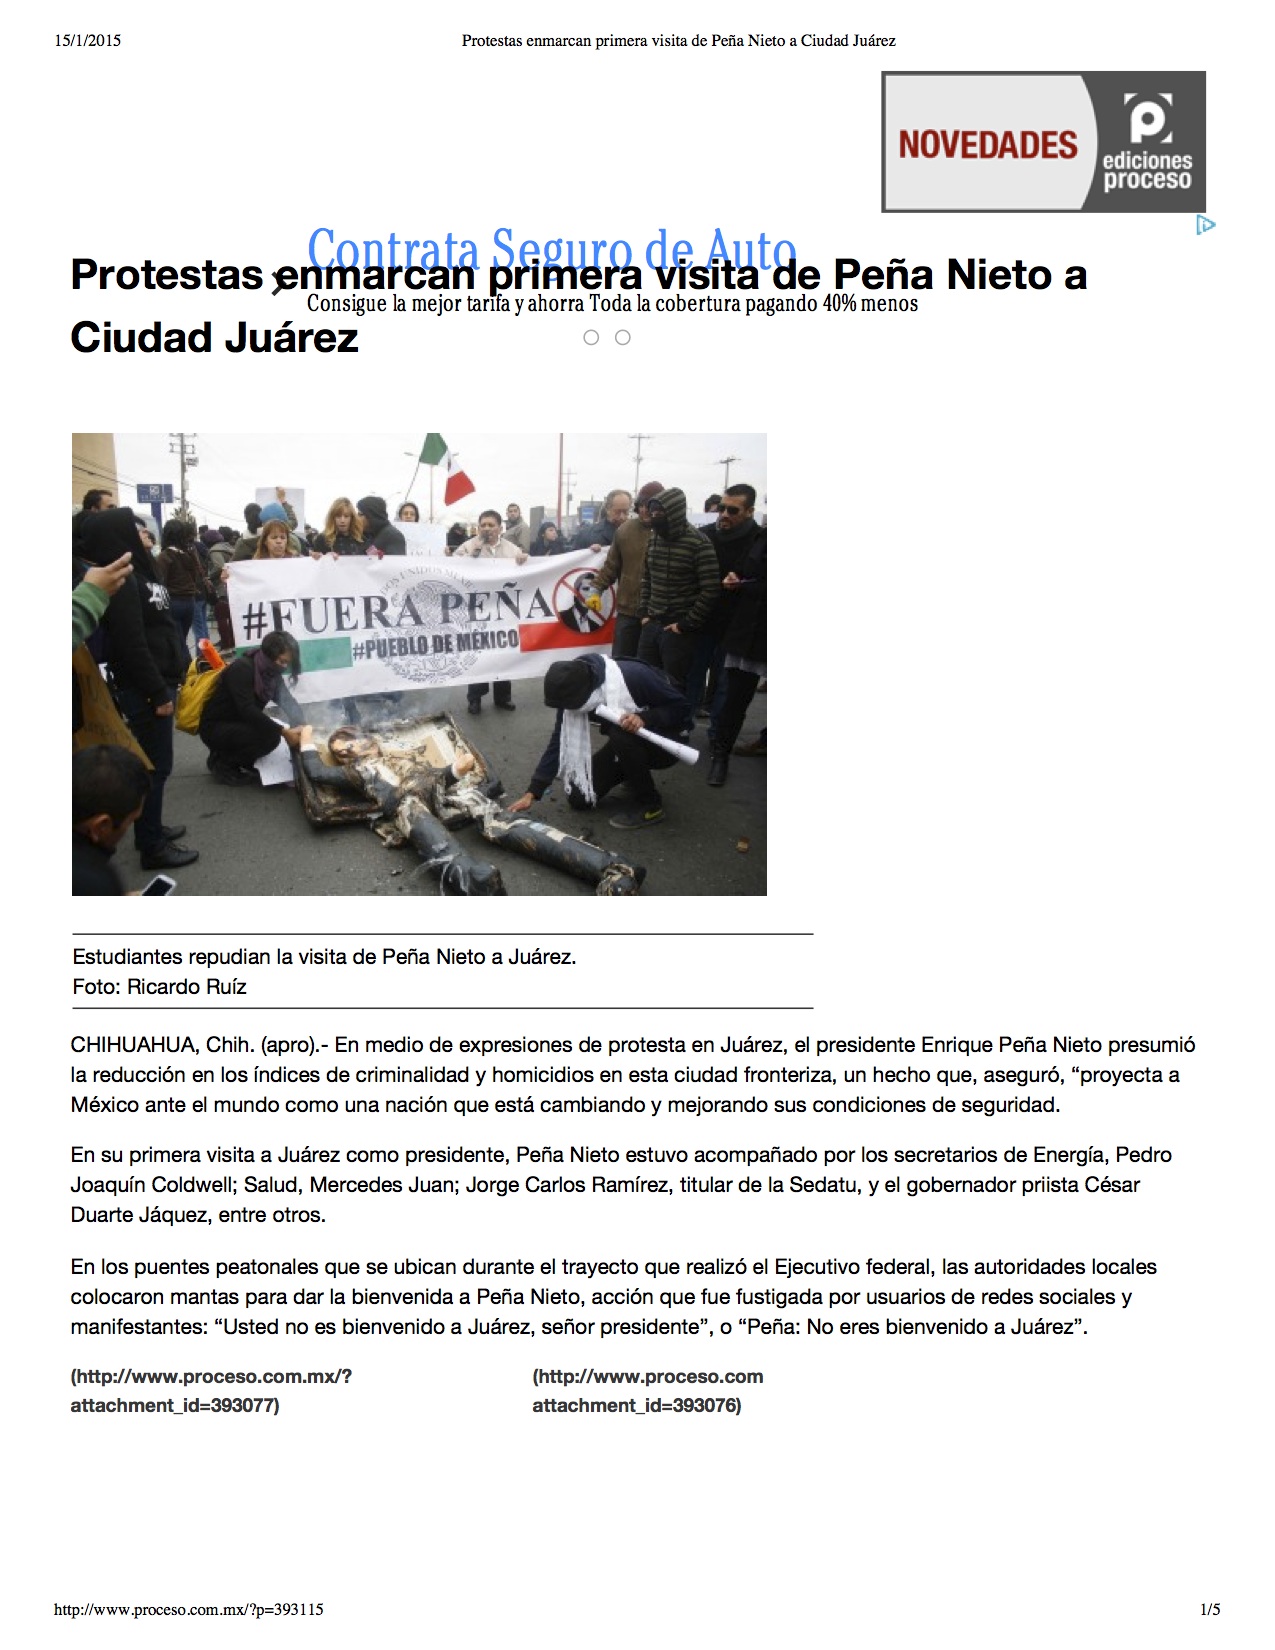 15/1/2015
Protestas enmarcan primera visita de Peña Nieto a Ciudad Juárez
NOVEDADES
ediciones
proceso
Contrata Seguro de Auto
Consigue la mejor tarifa y ahorra Toda la cobertura pagando 40% menos
Protestas enmarcan primera visita de Peña Nieto a
Ciudad Juárez
#FUERA PEÑA
#PUEBLO DE MÉXICO
Estudiantes repudian la visita de Peña Nieto a Juárez.
Foto: Ricardo Ruíz
CHIHUAHUA, Chih. (apro).- En medio de expresiones de protesta en Juárez, el presidente Enrique Peña Nieto presumió
la reducción en los índices de criminalidad y homicidios en esta ciudad fronteriza, un hecho que, aseguró, “proyecta a
México ante el mundo como una nación que está cambiando y mejorando sus condiciones de seguridad.
En su primera visita a Juárez como presidente, Peña Nieto estuvo acompañado por los secretarios de Energía, Pedro
Joaquín Coldwell; Salud, Mercedes Juan; Jorge Carlos Ramírez, titular de la Sedatu, y el gobernador priista César
Duarte Jáquez, entre otros.
En los puentes peatonales que se ubican durante el trayecto que realizó el Ejecutivo federal, las autoridades locales
colocaron mantas para dar la bienvenida a Peña Nieto, acción que fue fustigada por usuarios de redes sociales y
manifestantes: “Usted no es bienvenido a Juárez, señor presidente”, o “Peña: No eres bienvenido a Juárez”.
(http://www.proceso.com.mx/?
attachment_id=393077)
(http://www.proceso.com
attachment_id=393076)
http://www.proceso.com.mx/?p=393115
1/5